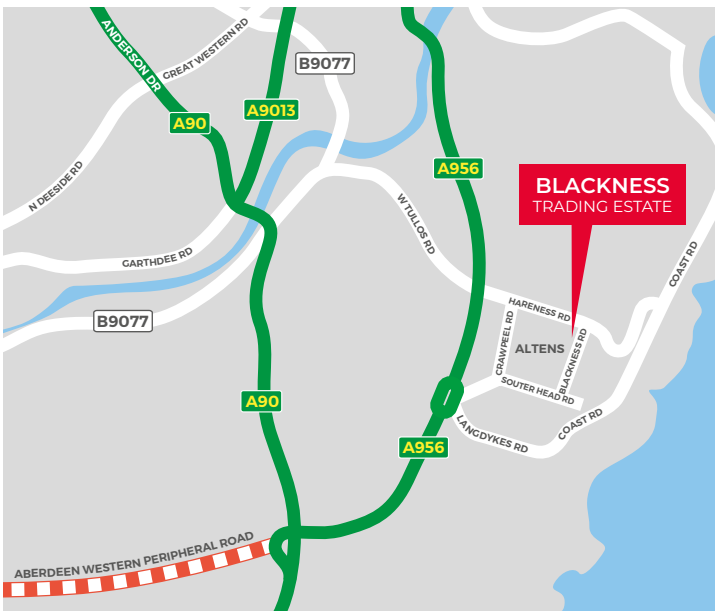 ANDERSON DR
GREAT WESTERN RD
B9077
A90
A9013
A956
N DEESIDE RD
BLACKNESS
TRADING ESTATE
W TULLOS RD
GARTHDEE RD
COAST RD
B9077
HARENESS RD
CRAWPEEL RD
ALTENS
BLACKNESS RD
SOUTER HEAD RD
A90
LANGDYKES RD
COAST RD
A956
ABERDEEN WESTERN PERIPHERAL ROAD